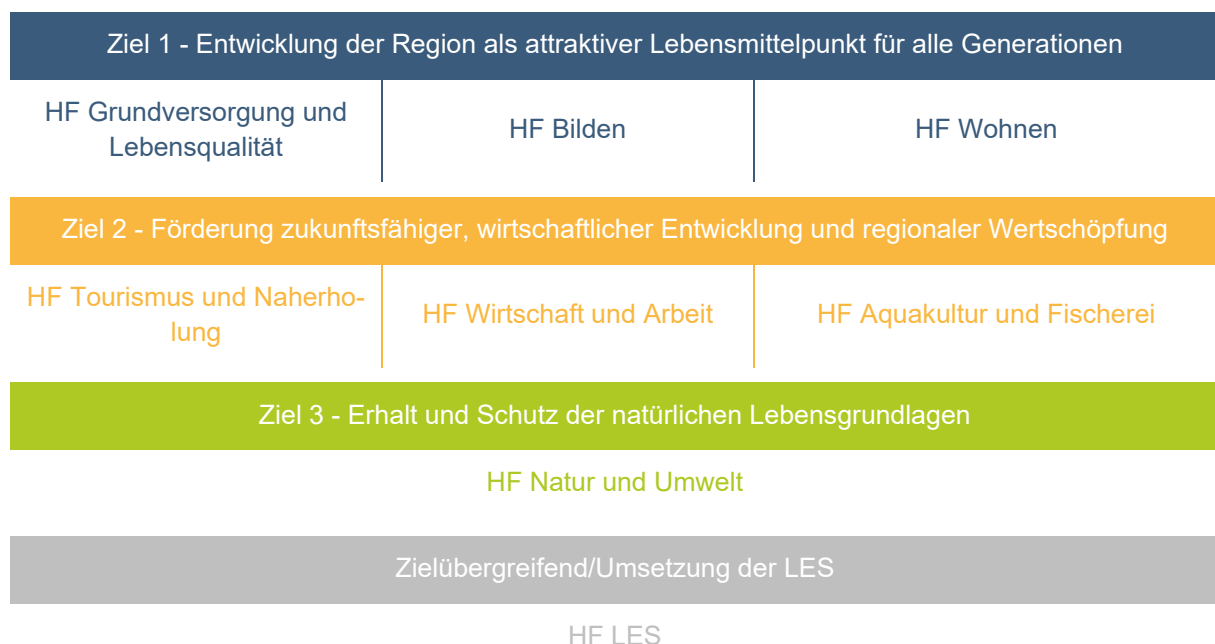 Ziel 1 - Entwicklung der Region als attraktiver Lebensmittelpunkt für alle Generationen
HF Grundversorgung und
Lebensqualität
HF Bilden
HF Wohnen
Ziel 2 - Förderung zukunftsfähiger, wirtschaftlicher Entwicklung und regionaler Wertschöpfung
HF Tourismus und Naherho-
lung
HF Wirtschaft und Arbeit
HF Aquakultur und Fischerei
Ziel 3 - Erhalt und Schutz der natürlichen Lebensgrundlagen
HF Natur und Umwelt
Zielübergreifend/Umsetzung der LES
HF LES